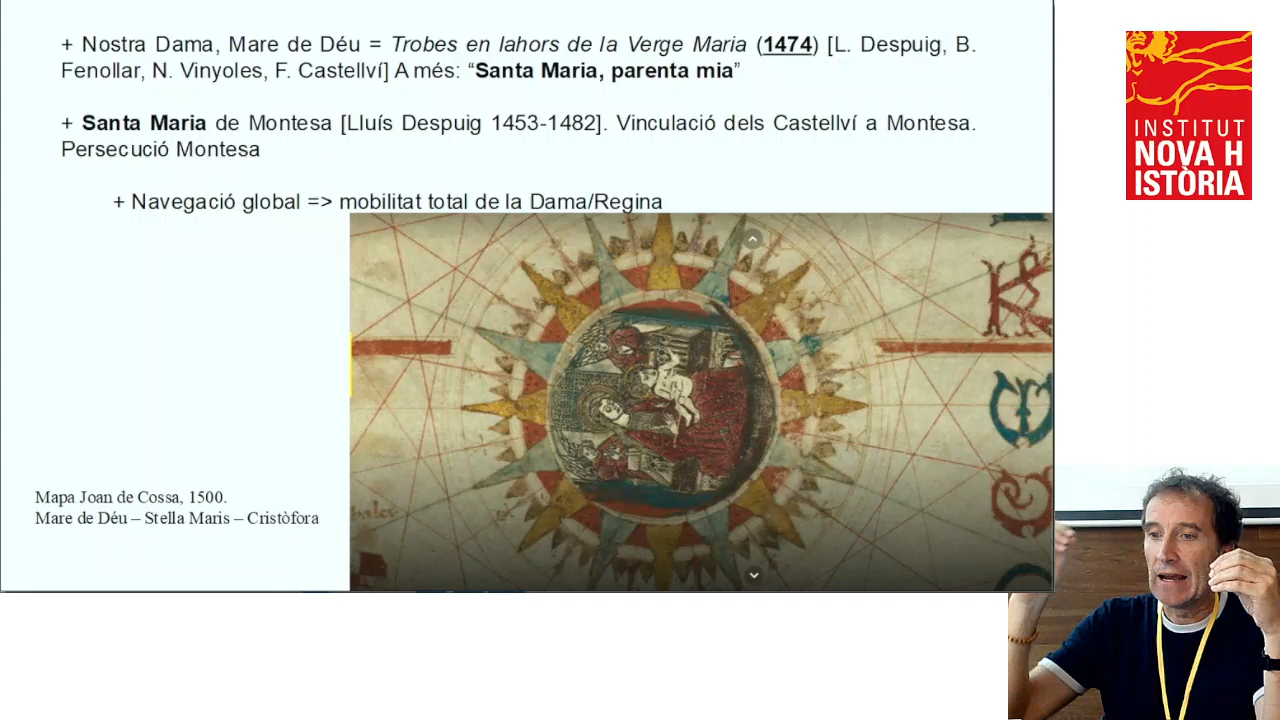 + Nostra Dama, Mare de Déu = Trobes en lahors de la Verge Maria (1474) [L. Despuig, B.
Fenollar, N. Vinyoles, F. Castellví] A més: “Santa Maria, parenta mia”
+ Santa Maria de Montesa [Lluís Despuig 1453-1482]. Vinculació dels Castellví a Montesa.
Persecució Montesa
+ Navegació global => mobilitat total de la Dama/Regina
Mapa Joan de Cossa, 1500.
Mare de Déu – Stella Maris – Cristòfora
INSTITUT
NOVA H
ISTÒRIA